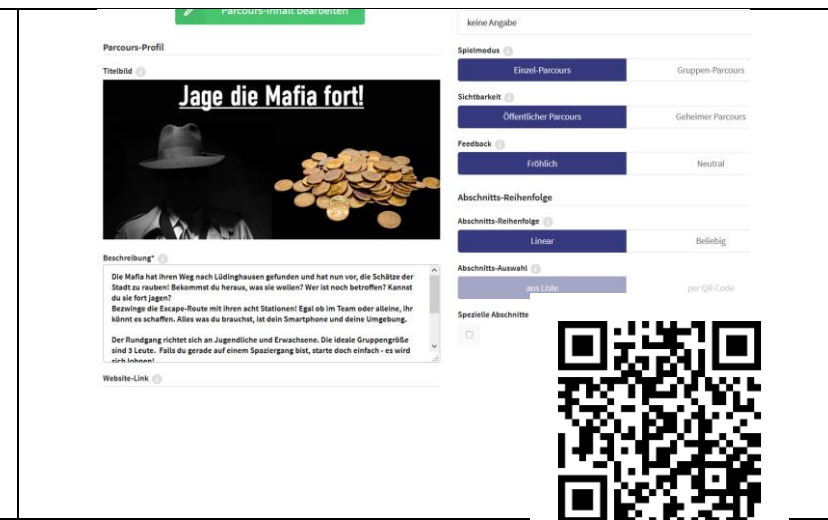 Parcours-Inhalt bearbeiten
Parcours-Profil
Titelbild
Jage die Mafia fort!
Beschreibung*
Die Mafia hat ihren Weg nach Lüdinghausen gefunden und hat nun vor, die Schätze der
Stadt zu rauben! Bekommst du heraus, was sie wollen? Wer ist noch betroffen? Kannst
du sie fort jagen?
Bezwinge die Escape-Route mit ihren acht Stationen! Egal ob im Team oder alleine, ihr
könnt es schaffen. Alles was du brauchst, ist dein Smartphone und deine Umgebung.
Der Rundgang richtet sich an Jugendliche und Erwachsene. Die ideale Gruppengröße
sind 3 Leute. Falls du gerade auf einem Spaziergang bist, starte doch einfach - es wird
sich lohnen!
Website-Link
keine Angabe
Spielmodus
Einzel-Parcours Gruppen-Parcours
Sichtbarkeit
Öffentlicher Parcours Geheimer Parcours
Feedback
Fröhlich Neutral
Abschnitts-Reihenfolge
Abschnitts-Reihenfolge
Linear Beliebig
Abschnitts-Auswahl
aus Liste per QR-Code
Spezielle Abschnitte